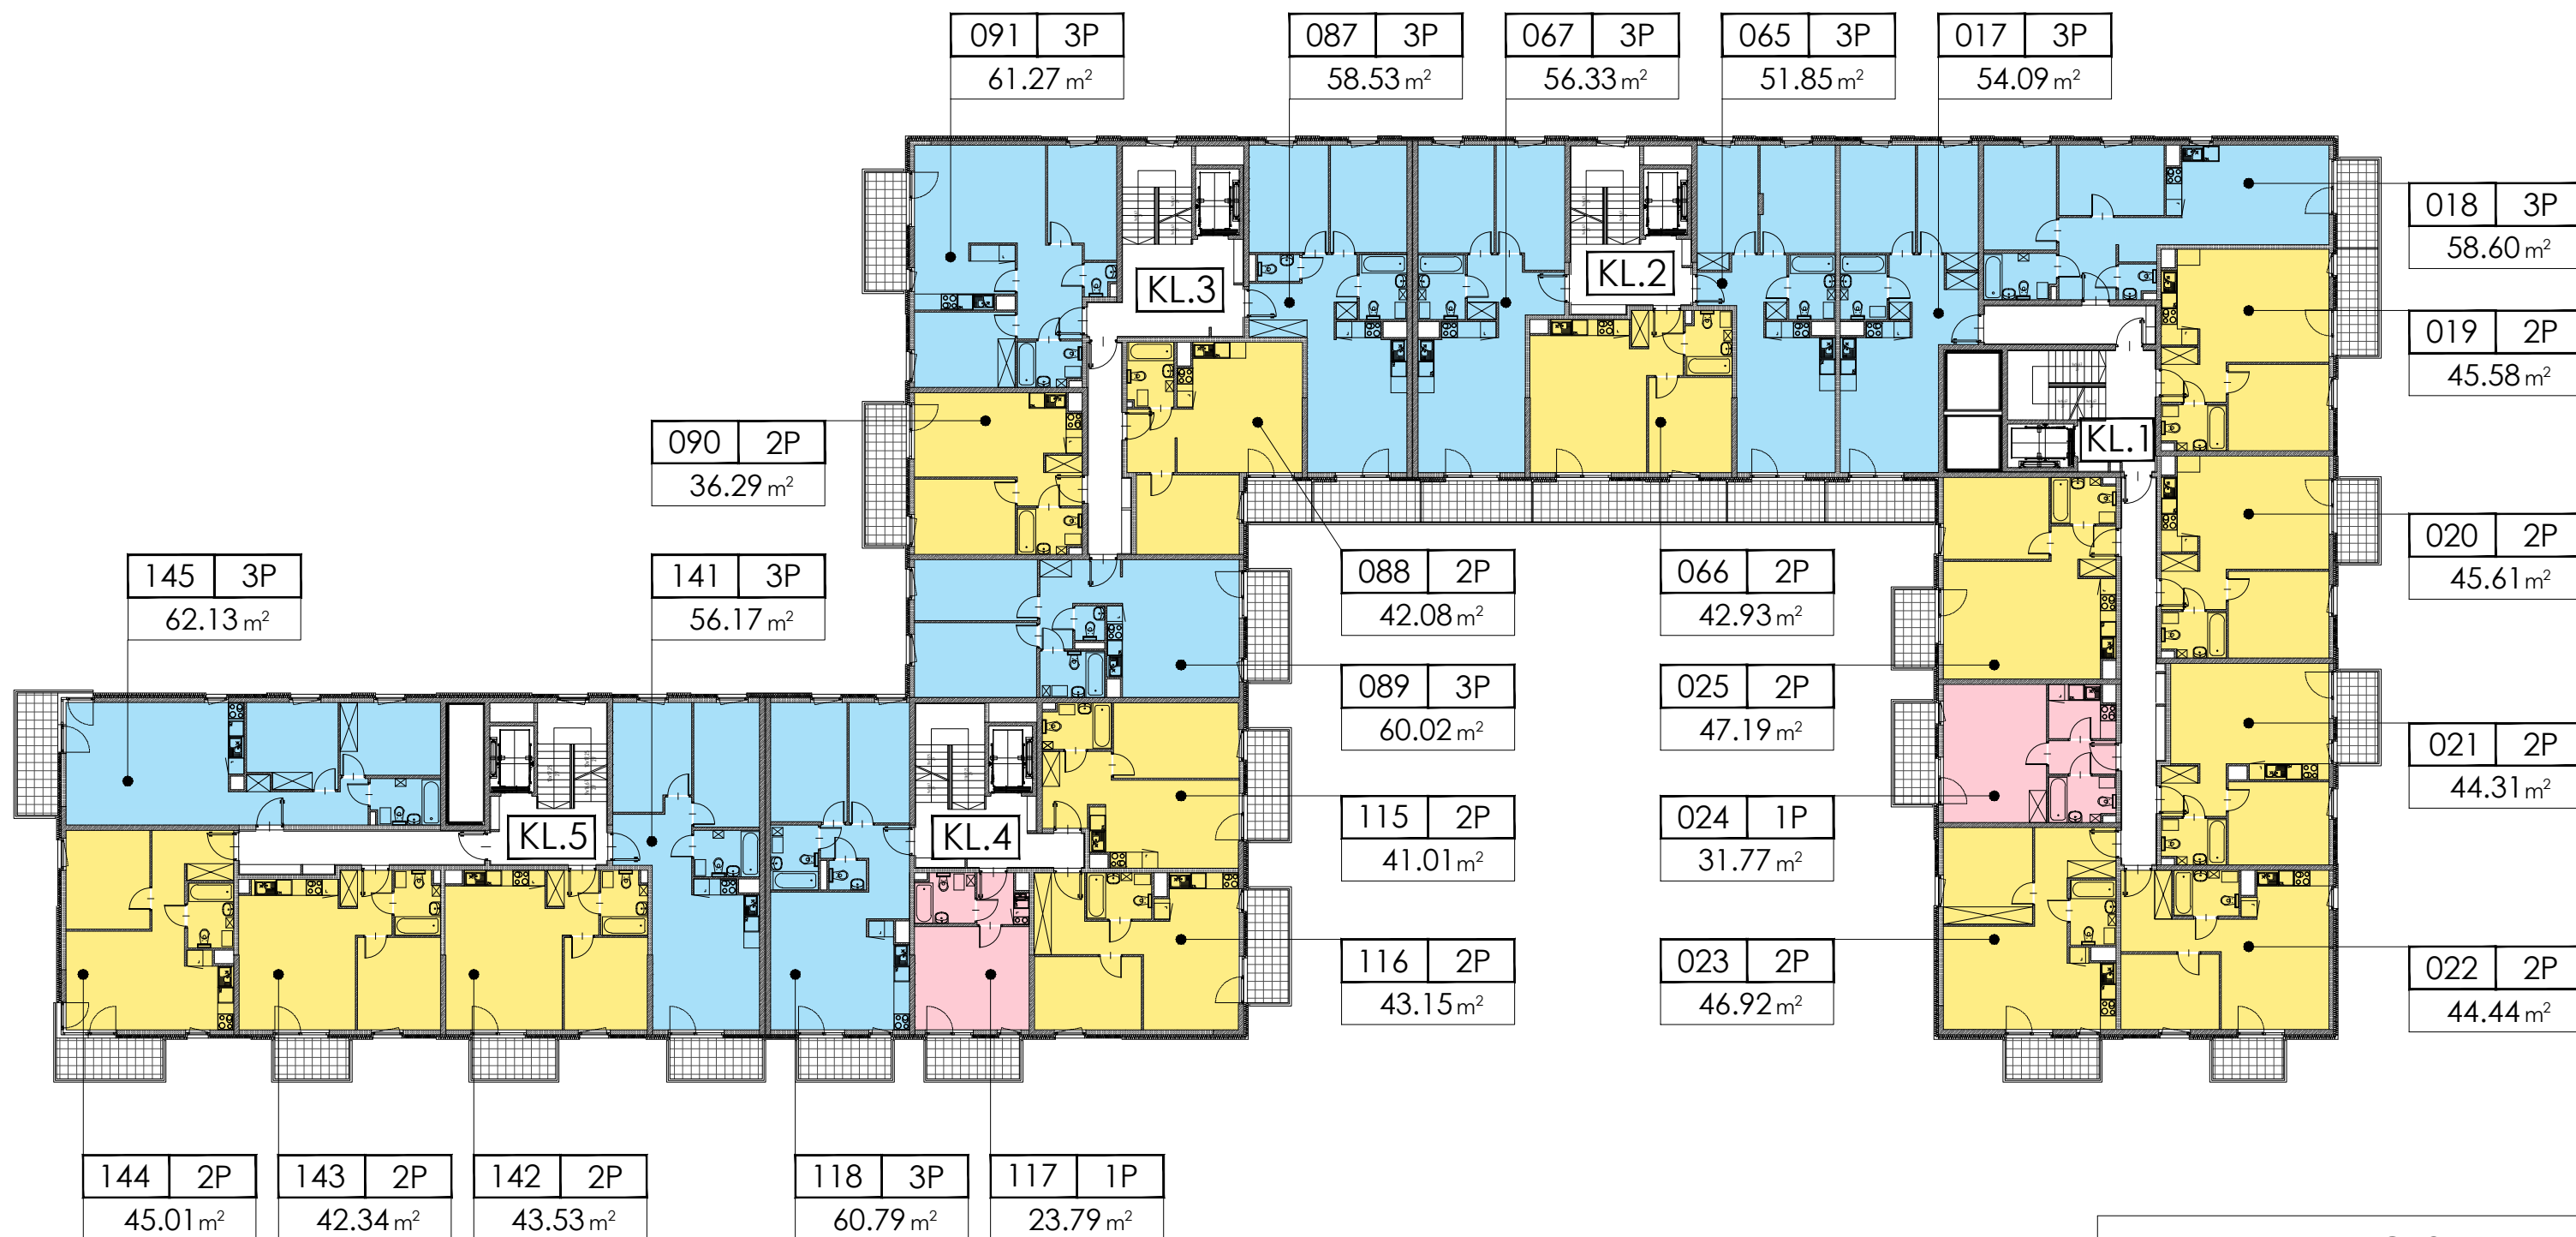 091 3P
61.27 m²
087 3P
58.53 m²
067 3P
56.33 m²
065 3P
51.85 m²
017 3P
54.09 m²
018 3P
58.60 m²
KL.3
KL.2
019 2P
45.58 m²
090 2P
36.29 m²
KL.1
020 2P
45.61 m²
145 3P
62.13 m²
141 3P
56.17 m²
088 2P
42.08 m²
066 2P
42.93 m²
089 3P
60.02 m²
025 2P
47.19 m²
021 2P
44.31 m²
KL.5
KL.4
115 2P
41.01 m²
024 1P
31.77 m²
116 2P
43.15 m²
023 2P
46.92 m²
022 2P
44.44 m²
144 2P
45.01 m²
143 2P
42.34 m²
142 2P
43.53 m²
118 3P
60.79 m²
117 1P
23.79 m²